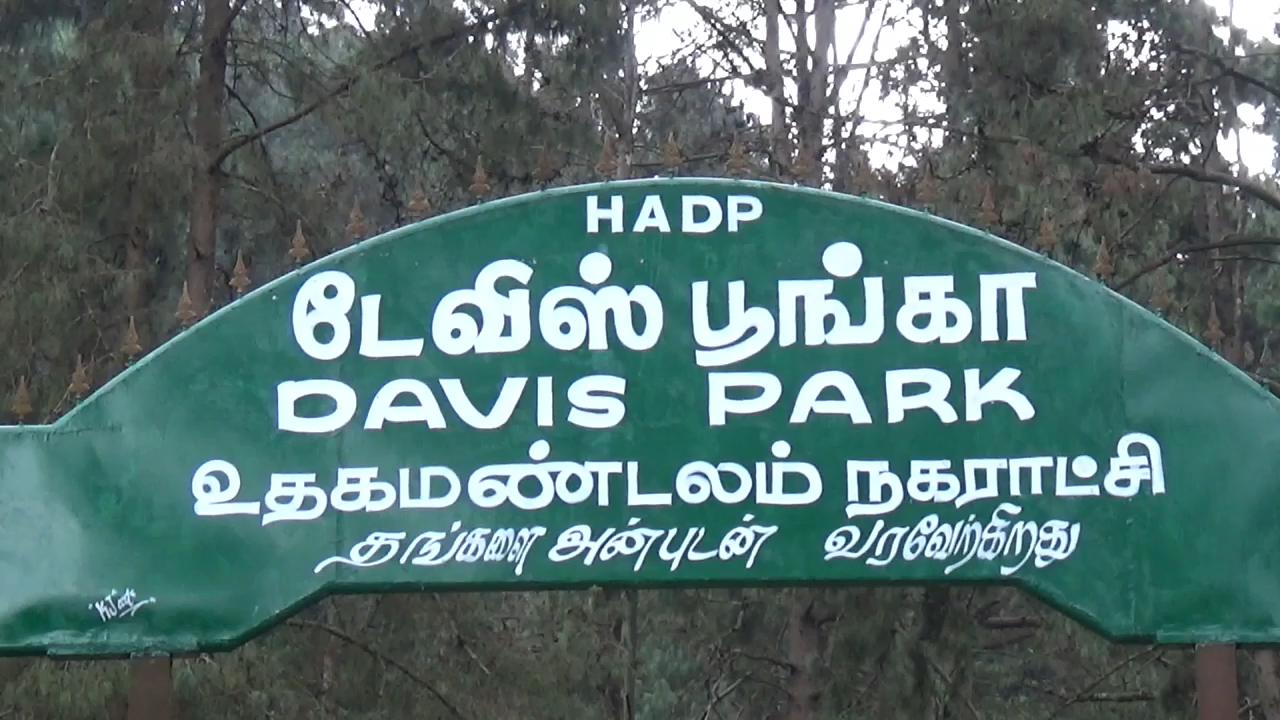 HADP
டேவிஸ் பூங்கா
DAVIS PARK
உதகமண்டலம் நகராட்சி
தங்களை அன்புடன் வரவேற்கிறது